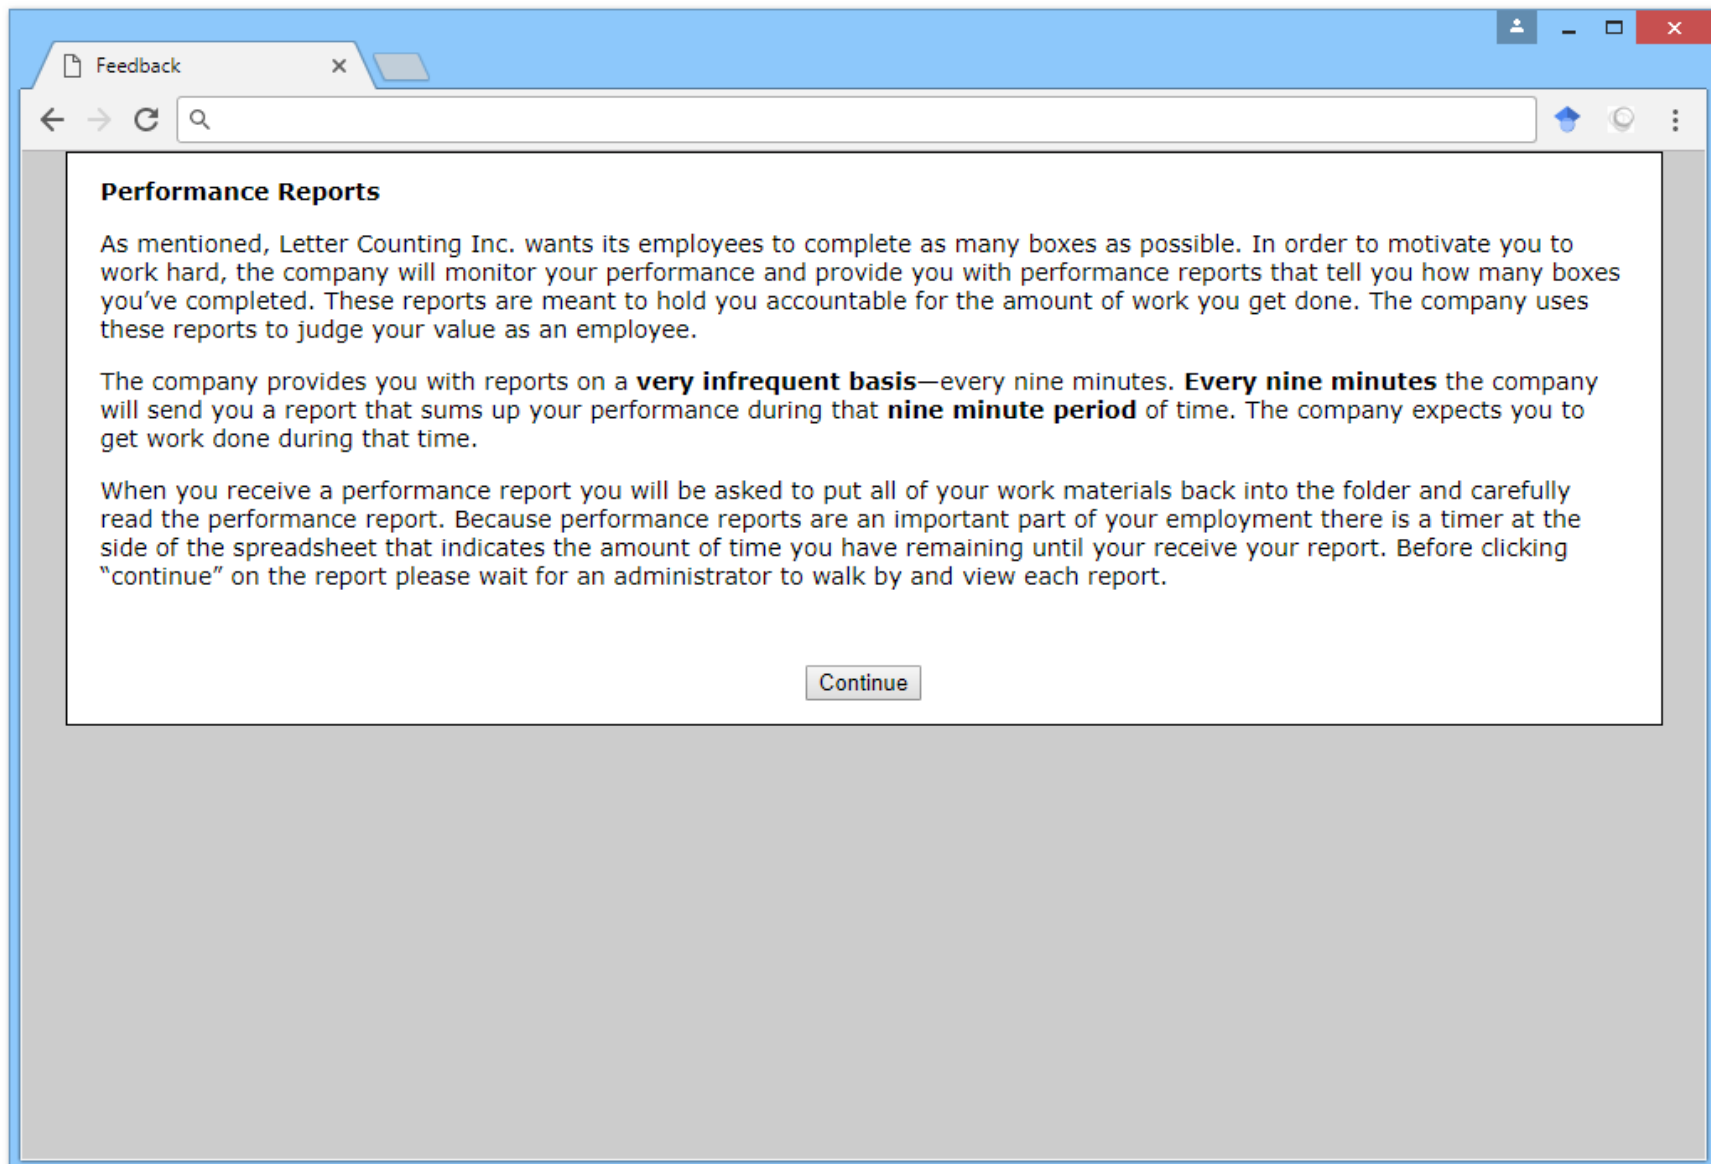 Feedback
Performance Reports
As mentioned, Letter Counting Inc. wants its employees to complete as many boxes as possible. In order to motivate you to
work hard, the company will monitor your performance and provide you with performance reports that tell you how many boxes
you’ve completed. These reports are meant to hold you accountable for the amount of work you get done. The company uses
these reports to judge your value as an employee.
The company provides you with reports on a very infrequent basis—every nine minutes. Every nine minutes the company
will send you a report that sums up your performance during that nine minute period of time. The company expects you to
get work done during that time.
When you receive a performance report you will be asked to put all of your work materials back into the folder and carefully
read the performance report. Because performance reports are an important part of your employment there is a timer at the
side of the spreadsheet that indicates the amount of time you have remaining until your receive your report. Before clicking
“continue” on the report please wait for an administrator to walk by and view each report.
Continue